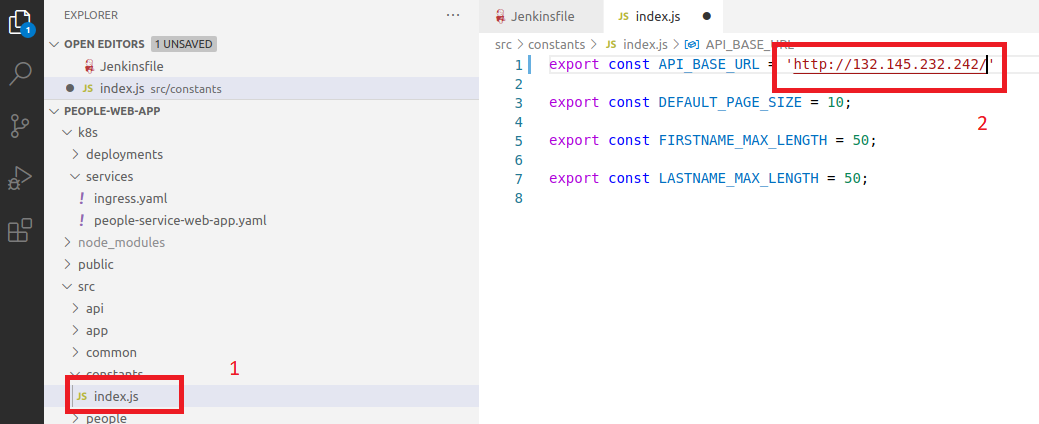 EXPLORER ···
OPEN EDITORS 1 UNSAVED
Jenkinsfile
JS index.js src/constants
PEOPLE-WEB-APP
k8s
deployments
services
! ingress.yaml
! people-service-web-app.yaml
node_modules
public
src
api
app
common
constants
JS index.js
people
1
1
Jenkinsfile
JS index.js
src > constants > JS index.js > API_BASE_URL
1 export const API_BASE_URL = 'http://132.145.232.242/'
2
3 export const DEFAULT_PAGE_SIZE = 10;
4
5 export const FIRSTNAME_MAX_LENGTH = 50;
6
7 export const LASTNAME_MAX_LENGTH = 50;
8
2